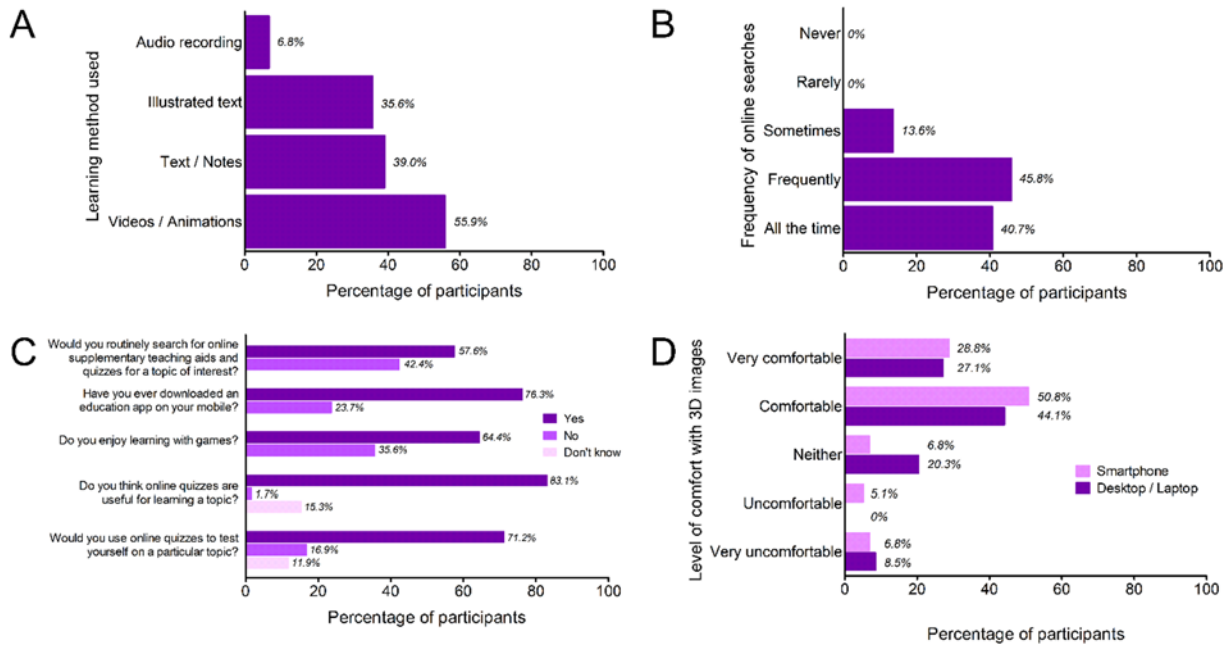 A
Learning method used
Audio recording
6.8%
Illustrated text
35.6%
Text / Notes
39.0%
Videos / Animations
55.9%
0 20 40 60 80 100
Percentage of participants
B
Frequency of online searches
Never
0%
Rarely
0%
Sometimes
13.6%
Frequently
45.8%
All the time
40.7%
0 20 40 60 80 100
Percentage of participants
C
Would you routinely search for online
supplementary teaching aids and
quizzes for a topic of interest?
57.6%
42.4%
Have you ever downloaded an
education app on your mobile?
76.3%
23.7%
Do you enjoy learning with games?
64.4%
35.6%
Do you think online quizzes are
useful for learning a topic?
83.1%
1.7%
15.3%
Would you use online quizzes to test
yourself on a particular topic?
71.2%
16.9%
11.9%
Yes
No
Don't know
0 20 40 60 80 100
Percentage of participants
D
Level of comfort with 3D images
Very comfortable
28.8%
27.1%
Comfortable
50.8%
44.1%
Neither
6.8%
20.3%
Uncomfortable
5.1%
0%
Very uncomfortable
6.8%
8.5%
Smartphone
Desktop / Laptop
0 20 40 60 80 100
Percentage of participants